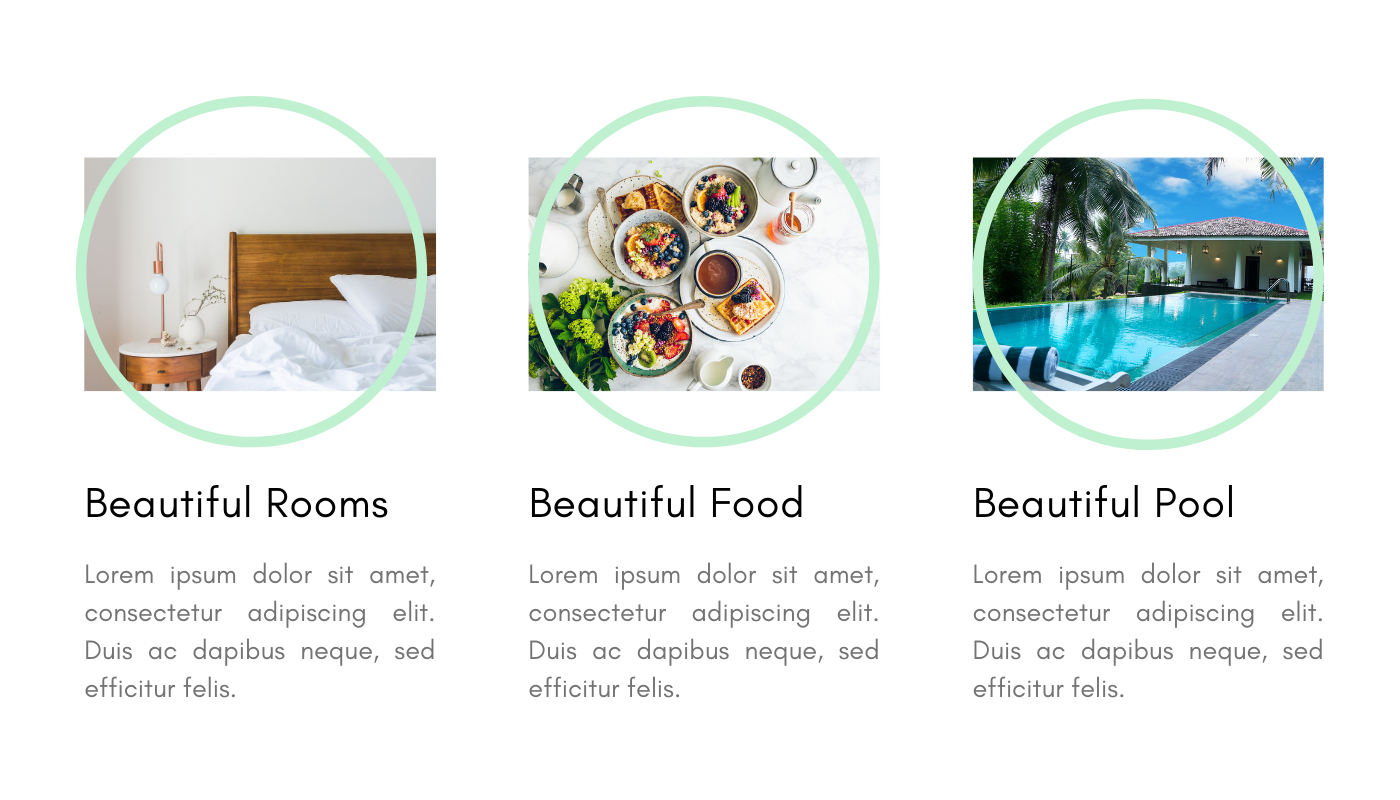 Beautiful Rooms
Lorem ipsum dolor sit amet,
consectetur adipiscing elit.
Duis ac dapibus neque, sed
efficitur felis.
Beautiful Food
Lorem ipsum dolor sit amet,
consectetur adipiscing elit.
Duis ac dapibus neque, sed
efficitur felis.
Beautiful Pool
Lorem ipsum dolor sit amet,
consectetur adipiscing elit.
Duis ac dapibus neque, sed
efficitur felis.